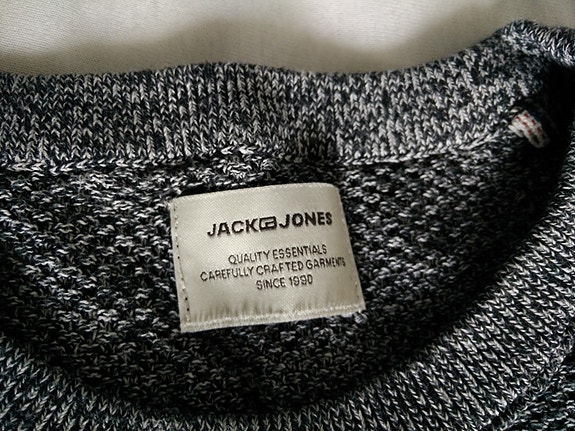 JACK&JONES
QUALITY ESSENTIALS
CAREFULLY CRAFTED GARMENTS
SINCE 1990